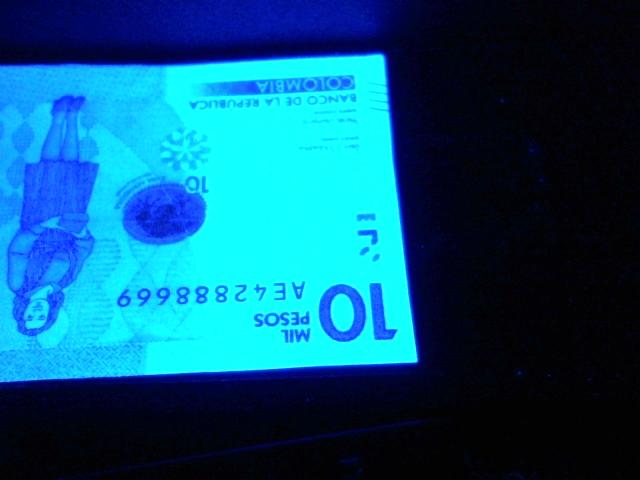 10
MIL
PESOS
AE42888669
10
BANCO DE LA REPUBLICA
COLOMBIA